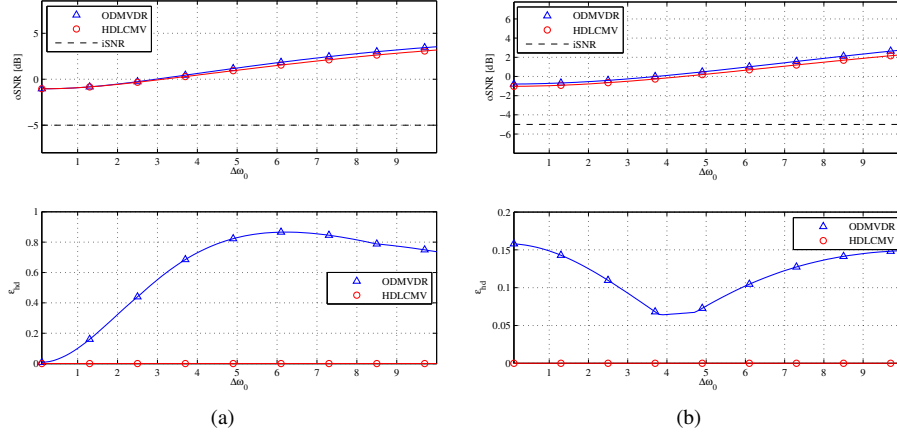 5
0
−5
oSNR [dB]
ODMVDR
HDLCMV
iSNR
1 2 3 4 5 6 7 8 9
Δω₀
1
0.8
0.6
0.4
0.2
0
ε_hd
ODMVDR
HDLCMV
1 2 3 4 5 6 7 8 9
Δω₀
(a)
6
4
2
0
−2
−4
−6
oSNR [dB]
ODMVDR
HDLCMV
iSNR
1 2 3 4 5 6 7 8 9
Δω₀
0.2
0.15
0.1
0.05
0
ε_hd
ODMVDR
HDLCMV
1 2 3 4 5 6 7 8 9
Δω₀
(b)